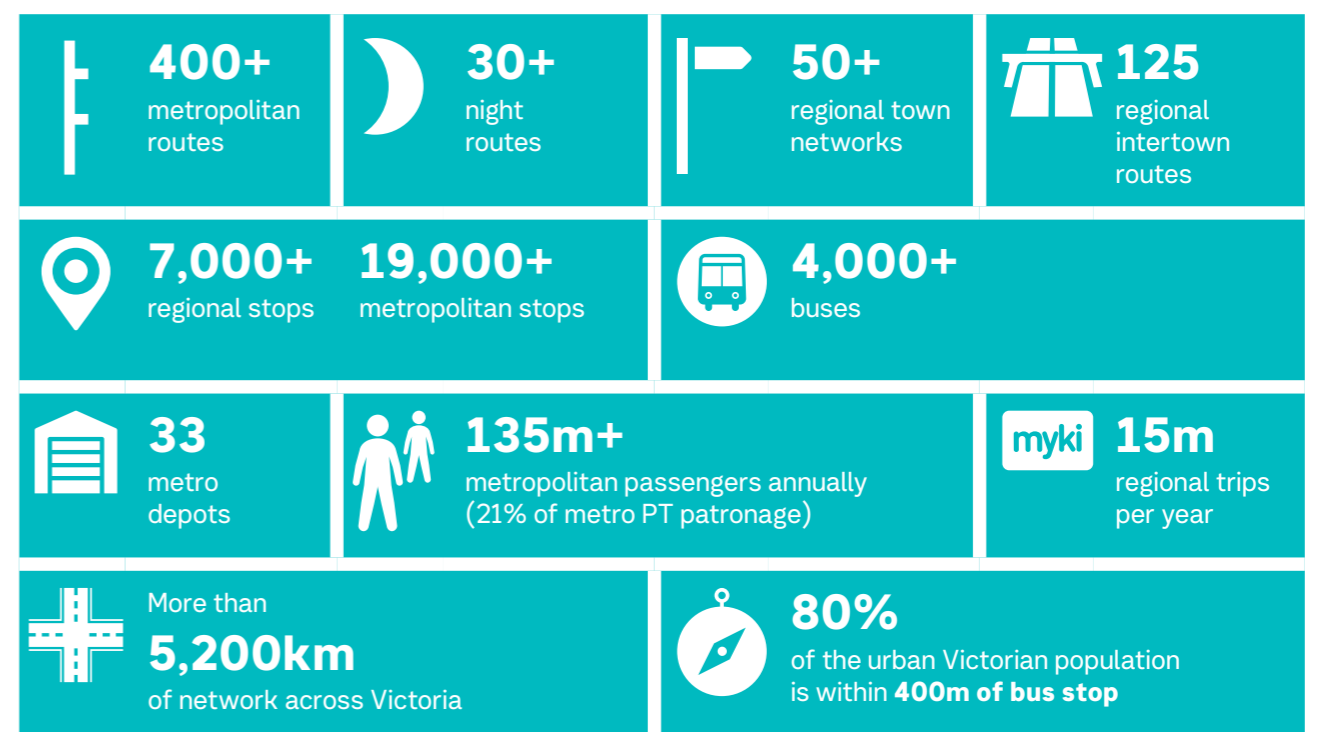 400+
metropolitan
routes
30+
night
routes
50+
regional town
networks
125
regional
intertown
routes
7,000+
regional stops
19,000+
metropolitan stops
4,000+
buses
33
metro
depots
135m+
metropolitan passengers annually
(21% of metro PT patronage)
myki
15m
regional trips
per year
More than
5,200km
of network across Victoria
80%
of the urban Victorian population
is within 400m of bus stop